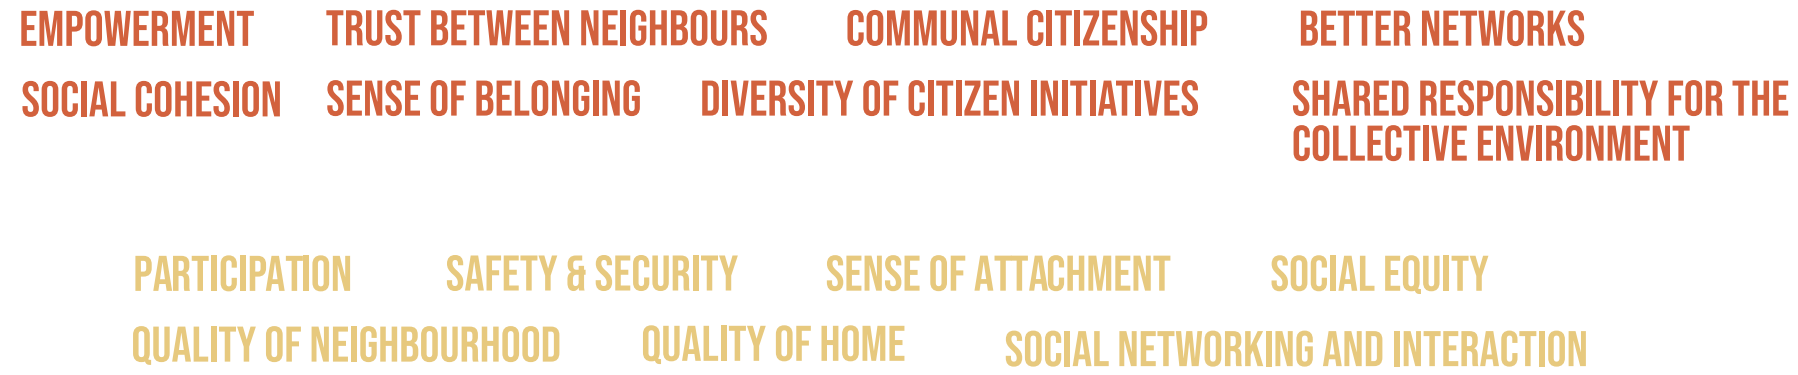 EMPOWERMENT TRUST BETWEEN NEIGHBOURS COMMUNAL CITIZENSHIP BETTER NETWORKS
SOCIAL COHESION SENSE OF BELONGING DIVERSITY OF CITIZEN INITIATIVES SHARED RESPONSIBILITY FOR THE
COLLECTIVE ENVIRONMENT
PARTICIPATION SAFETY & SECURITY SENSE OF ATTACHMENT SOCIAL EQUITY
QUALITY OF NEIGHBOURHOOD QUALITY OF HOME SOCIAL NETWORKING AND INTERACTION